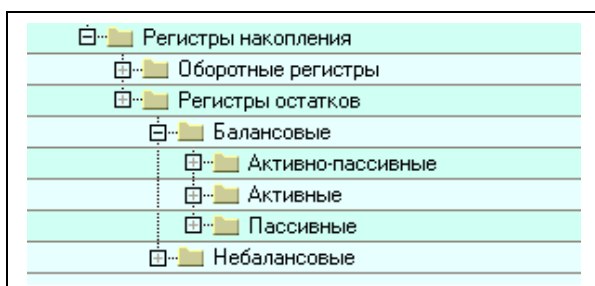 Регистры накопления
Оборотные регистры
Регистры остатков
Балансовые
Активно-пассивные
Активные
Пассивные
Небалансовые